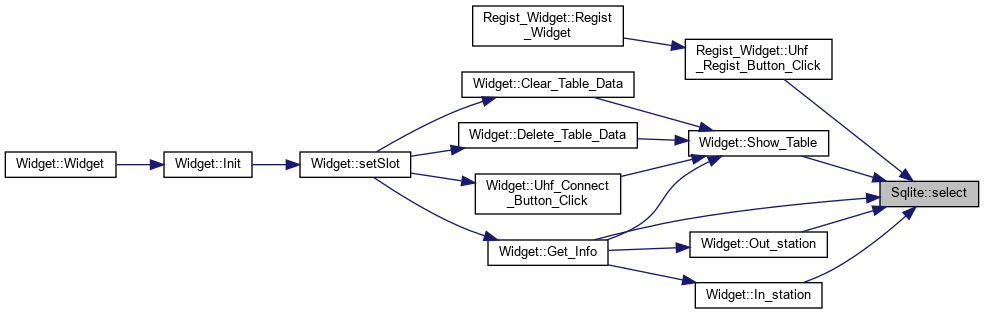 Regist_Widget::Regist
_Widget
Regist_Widget::Uhf
_Regist_Button_Click
Widget::Clear_Table_Data
Widget::Delete_Table_Data
Widget::Show_Table
Widget::Widget
Widget::Init
Widget::setSlot
Widget::Uhf_Connect
_Button_Click
Sqlite::select
Widget::Get_Info
Widget::Out_station
Widget::In_station